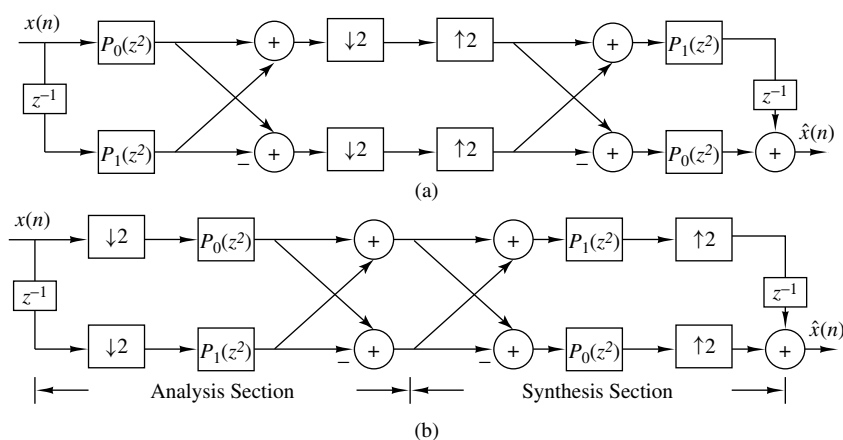 x(n)
P₀(z²) + ↓2 ↑2 + P₁(z²)
z⁻¹ z⁻¹
P₁(z²) − + ↓2 ↑2 − + P₀(z²) + x̂(n)
(a)
x(n)
↓2 P₀(z²) + + P₁(z²) ↑2
z⁻¹ z⁻¹
↓2 P₁(z²) − + − + P₀(z²) ↑2 + x̂(n)
Analysis Section Synthesis Section
(b)